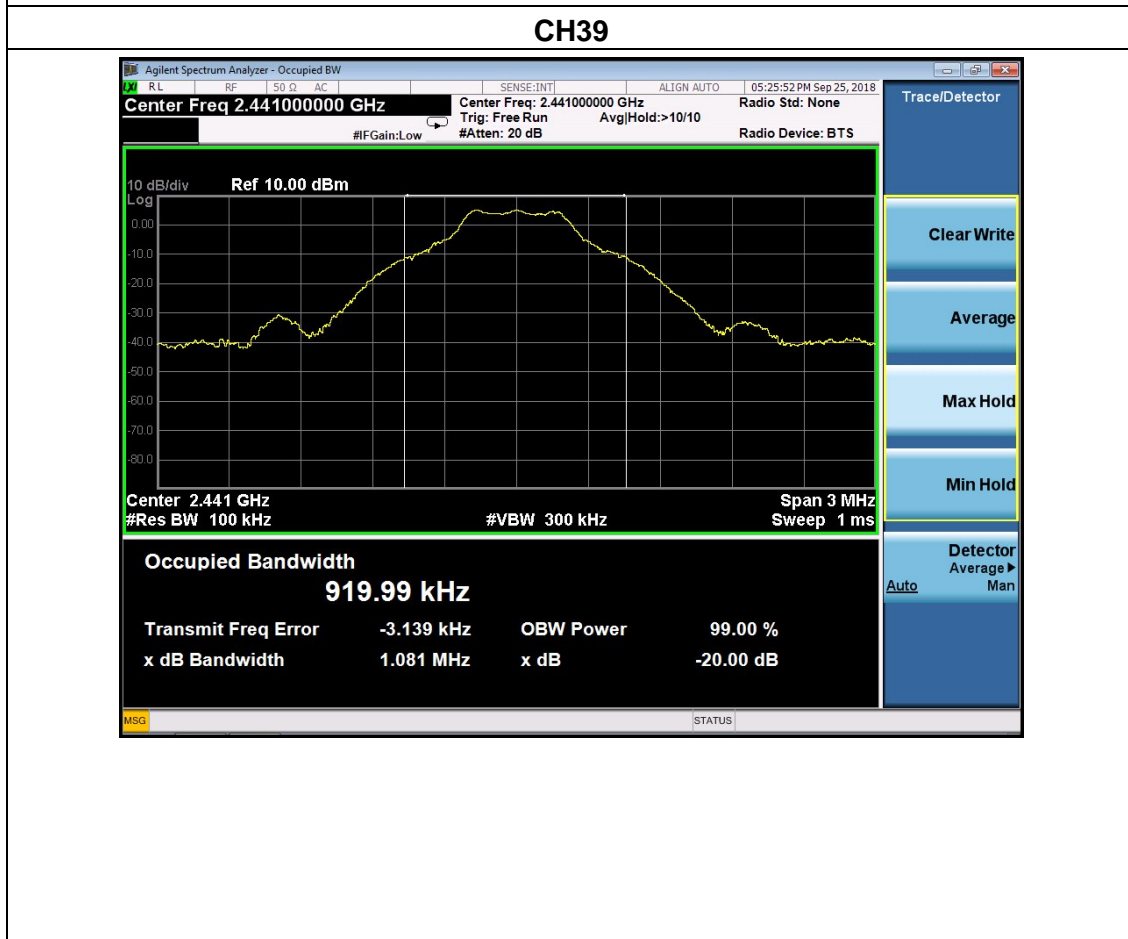 CH39
Agilent Spectrum Analyzer - Occupied BW
LXI RL RF 50 Ω AC SENSE:INT ALIGN AUTO 05:25:52 PM Sep 25, 2018
Center Freq 2.441000000 GHz
#IFGain:Low
Center Freq: 2.441000000 GHz
Trig: Free Run Avg|Hold:>10/10
#Atten: 20 dB
Radio Std: None
Radio Device: BTS
10 dB/div Ref 10.00 dBm
Log
0.00
-10.0
-20.0
-30.0
-40.0
-50.0
-60.0
-70.0
-80.0
Center 2.441 GHz Span 3 MHz
#Res BW 100 kHz #VBW 300 kHz Sweep 1 ms
Occupied Bandwidth
919.99 kHz
Transmit Freq Error -3.139 kHz OBW Power 99.00 %
x dB Bandwidth 1.081 MHz x dB -20.00 dB
Trace/Detector
Clear Write
Average
Max Hold
Min Hold
Detector
Average
Auto Man
MSG STATUS